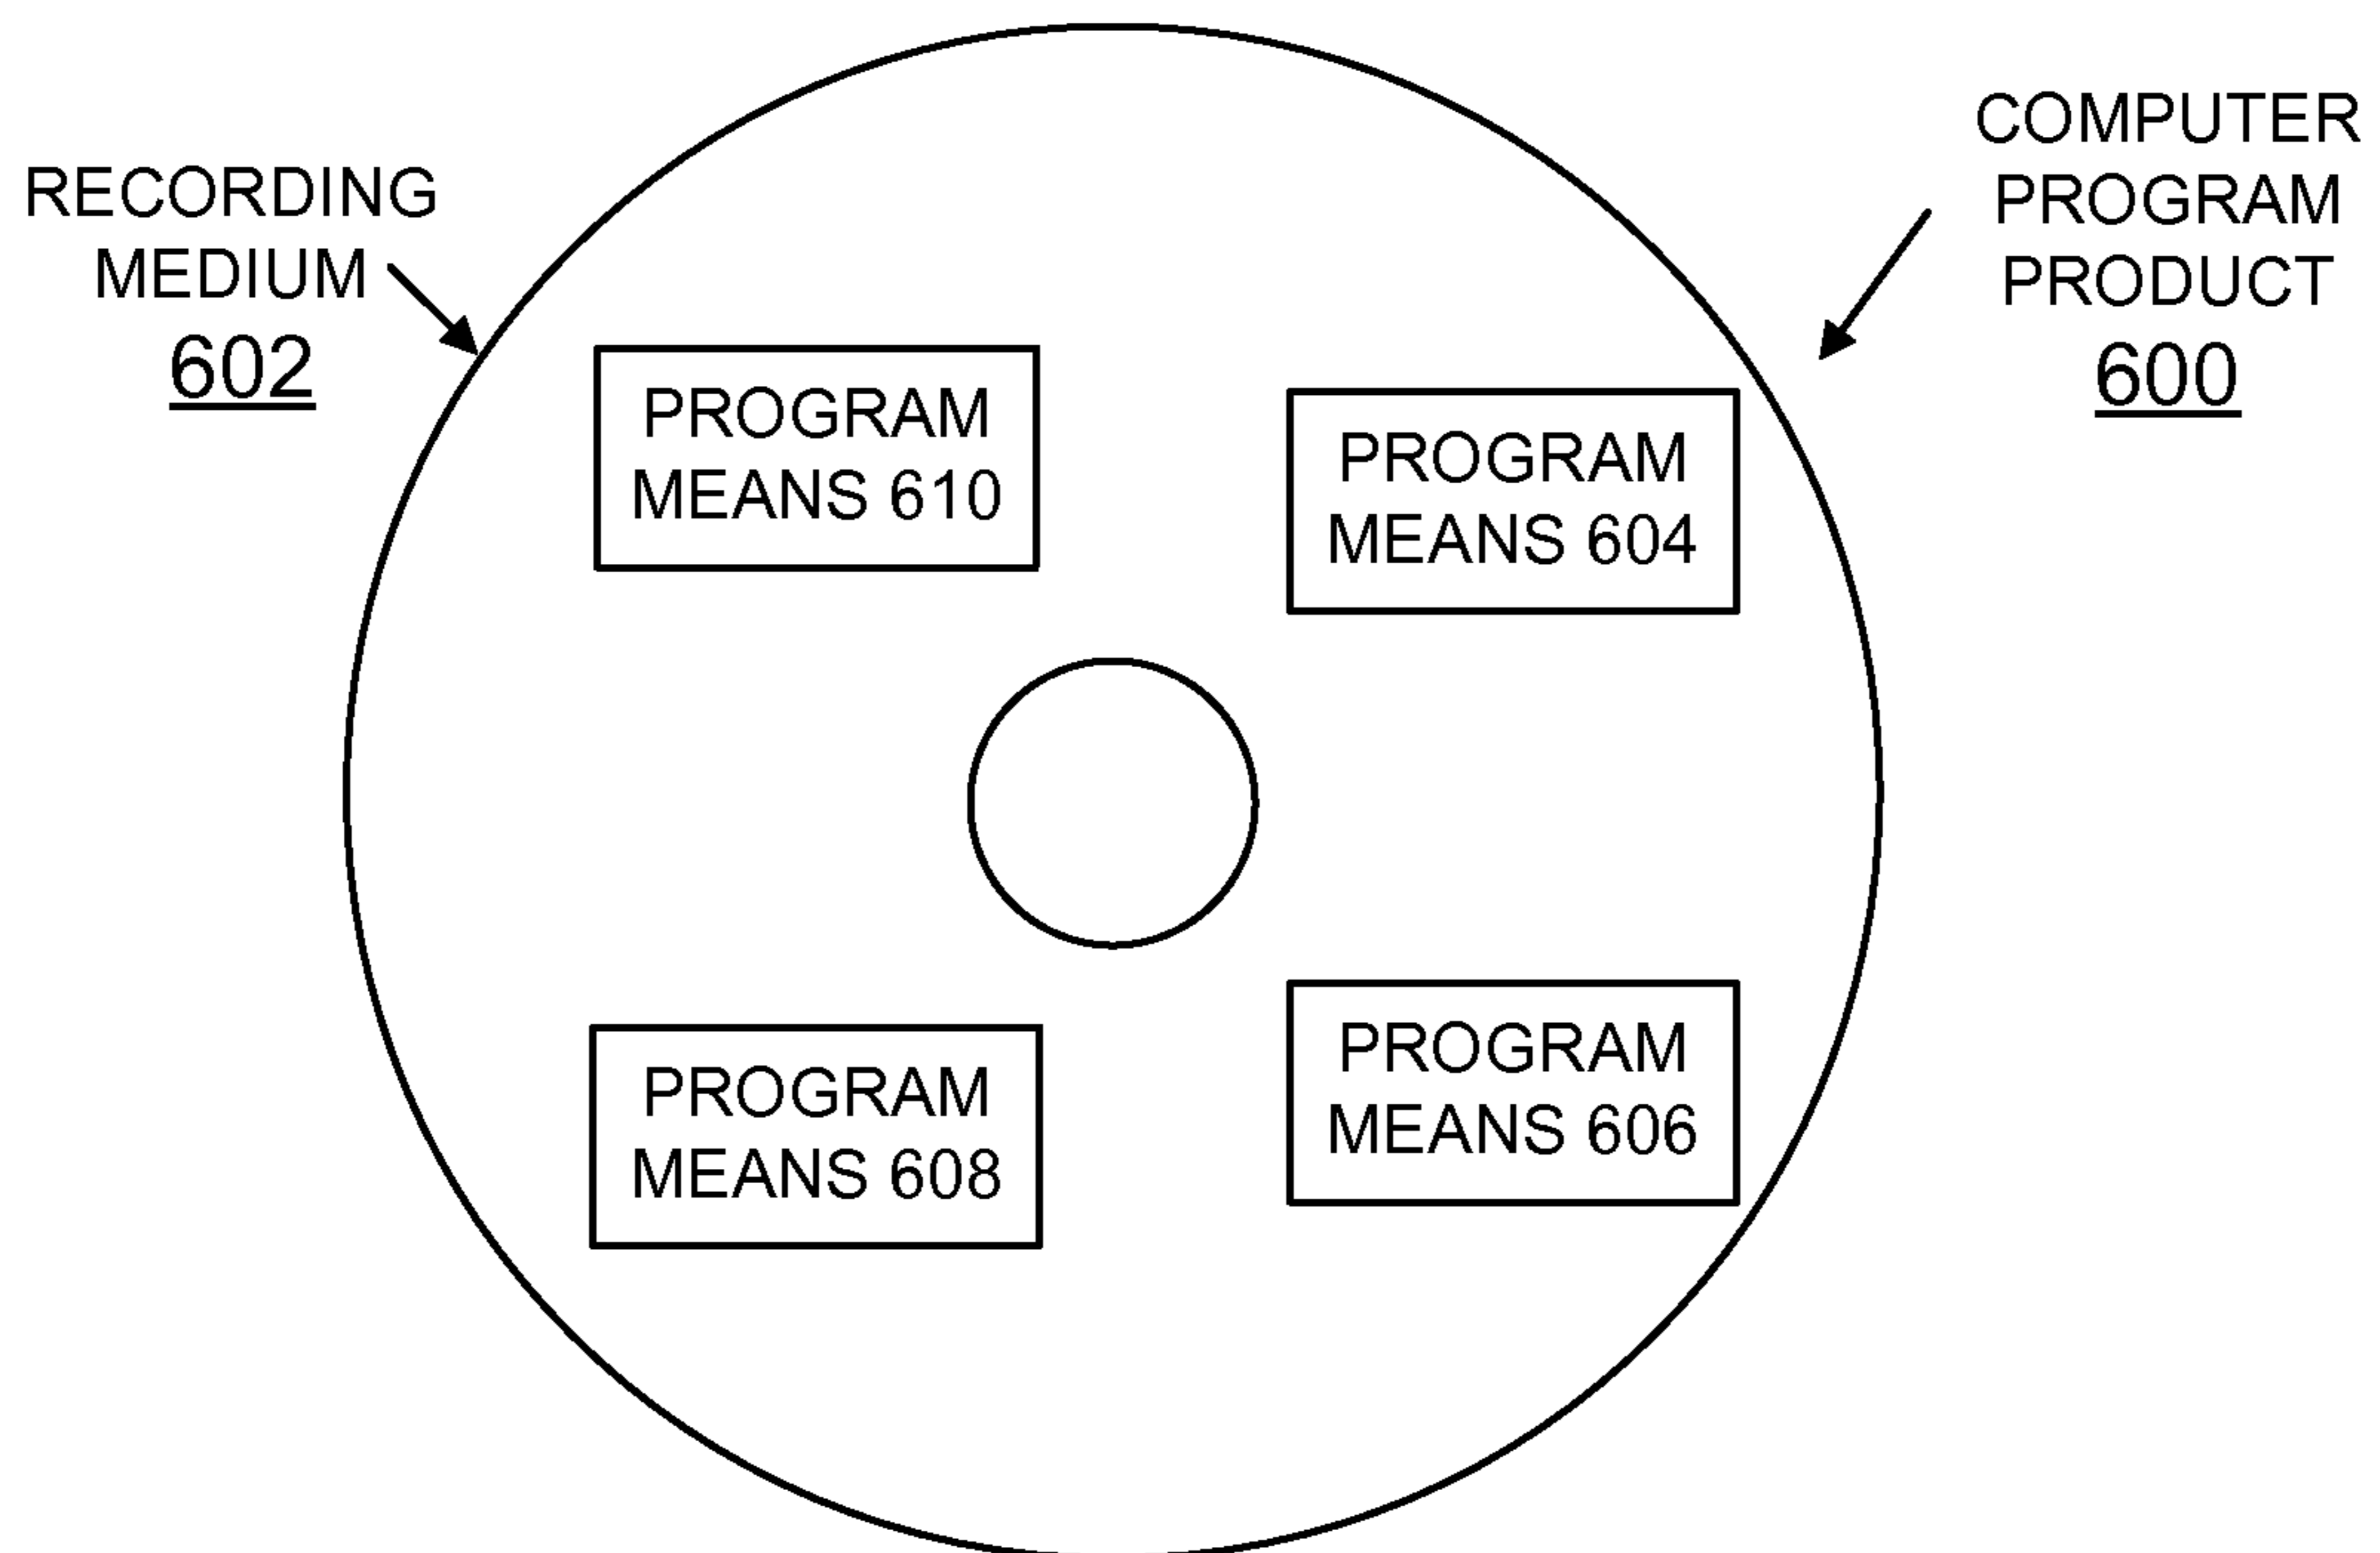 RECORDING
MEDIUM
602
COMPUTER
PROGRAM
PRODUCT
600
PROGRAM
MEANS 610
PROGRAM
MEANS 604
PROGRAM
MEANS 608
PROGRAM
MEANS 606